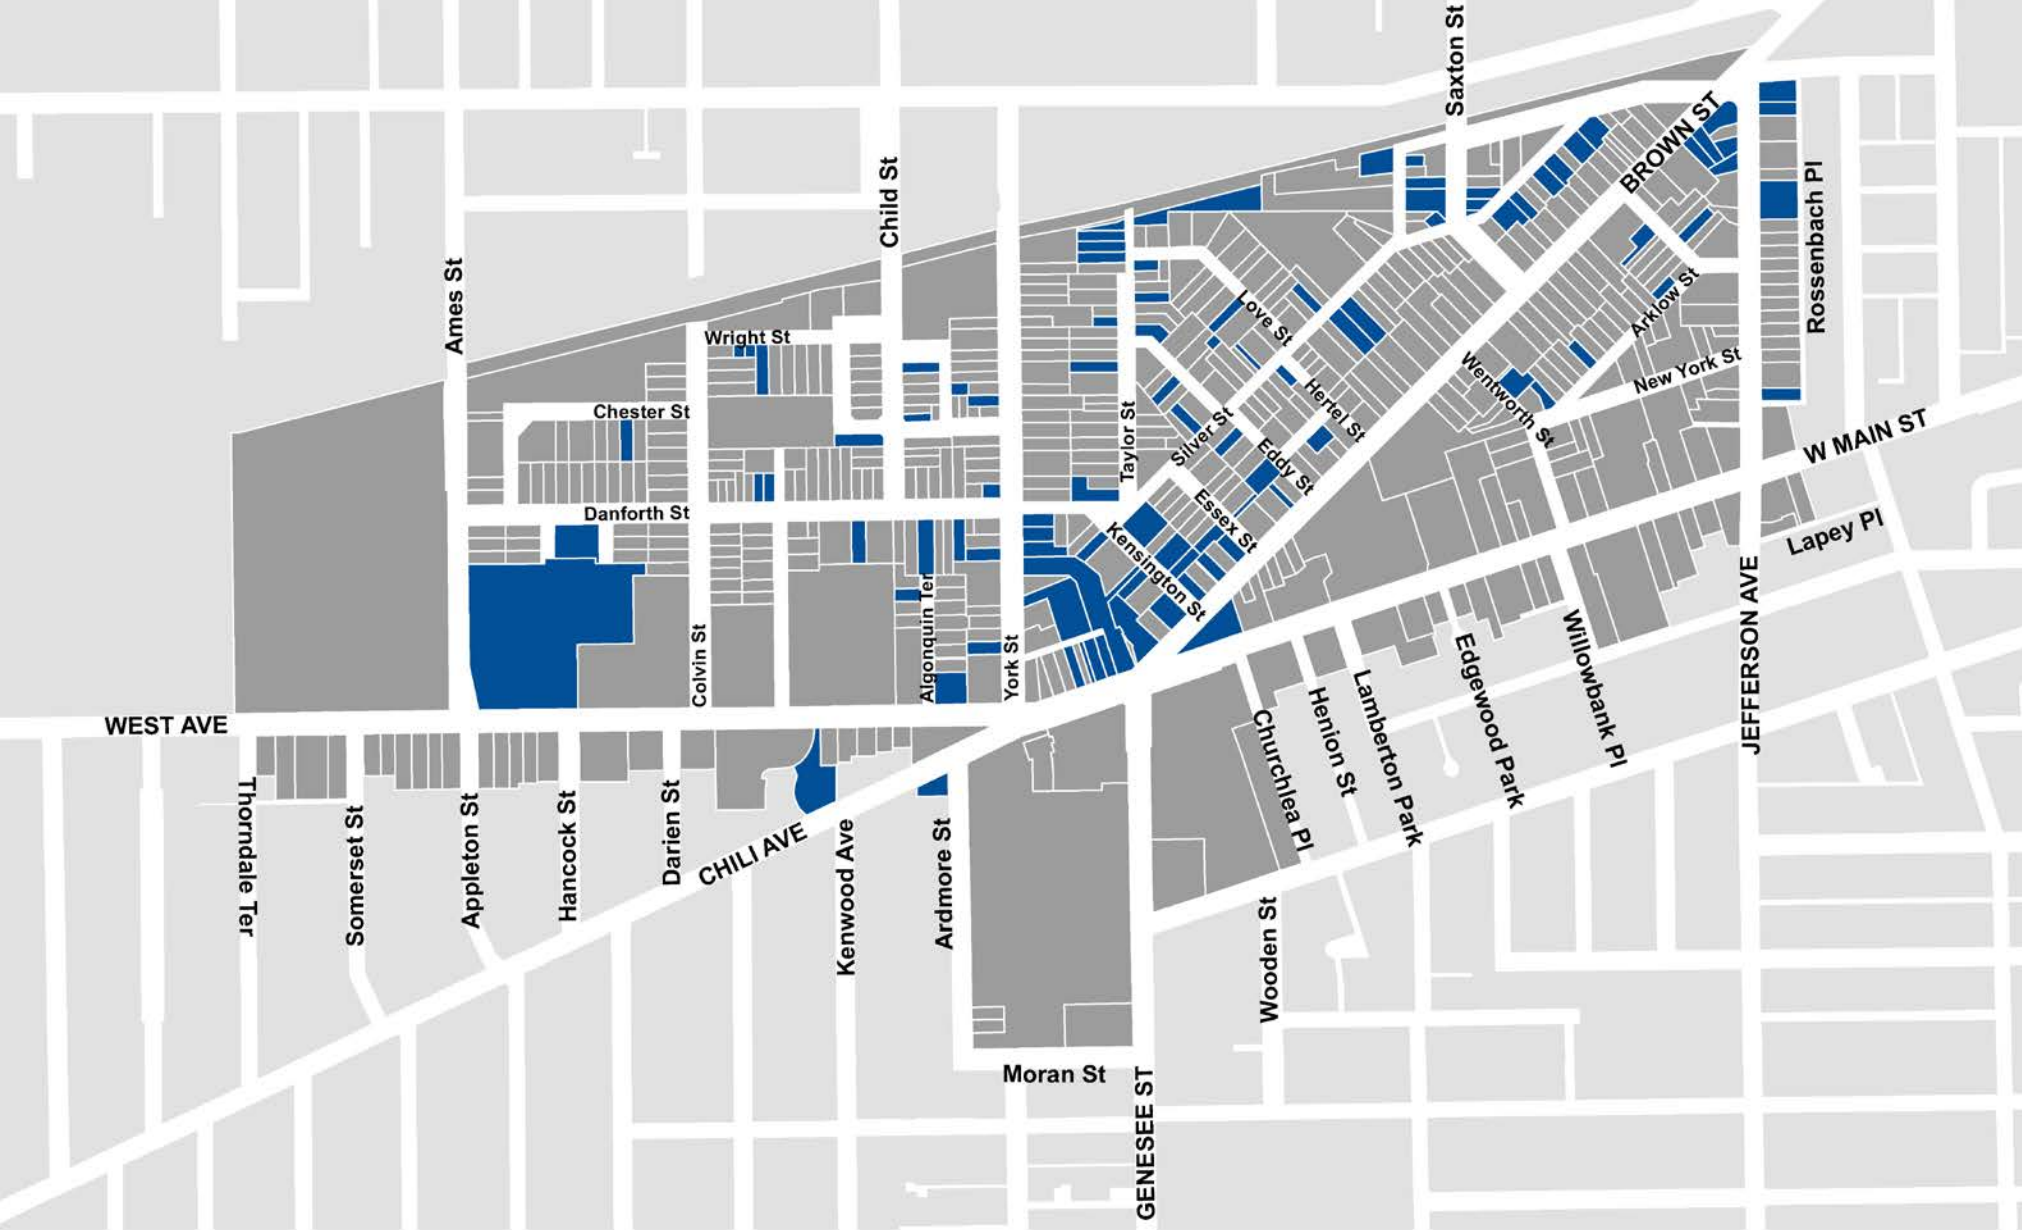 Saxton St
BROWN ST
Child St
Rossenbach Pl
Ames St
Love St
Arklow St
Wright St
Wentworth St
New York St
Hertel St
Chester St
Taylor St
Silver St
Eddy St
W MAIN ST
Danforth St
Essex St
Lapey Pl
Kensington St
JEFFERSON AVE
Colvin St
Algonquin Ter
York St
Edgewood Park
Willowbank Pl
WEST AVE
Churchlea Pl
Henion St
Lamberton Park
Thorndale Ter
Somerset St
Appleton St
Hancock St
Darien St
CHILI AVE
Kenwood Ave
Ardmore St
Wooden St
Moran St
GENESEE ST